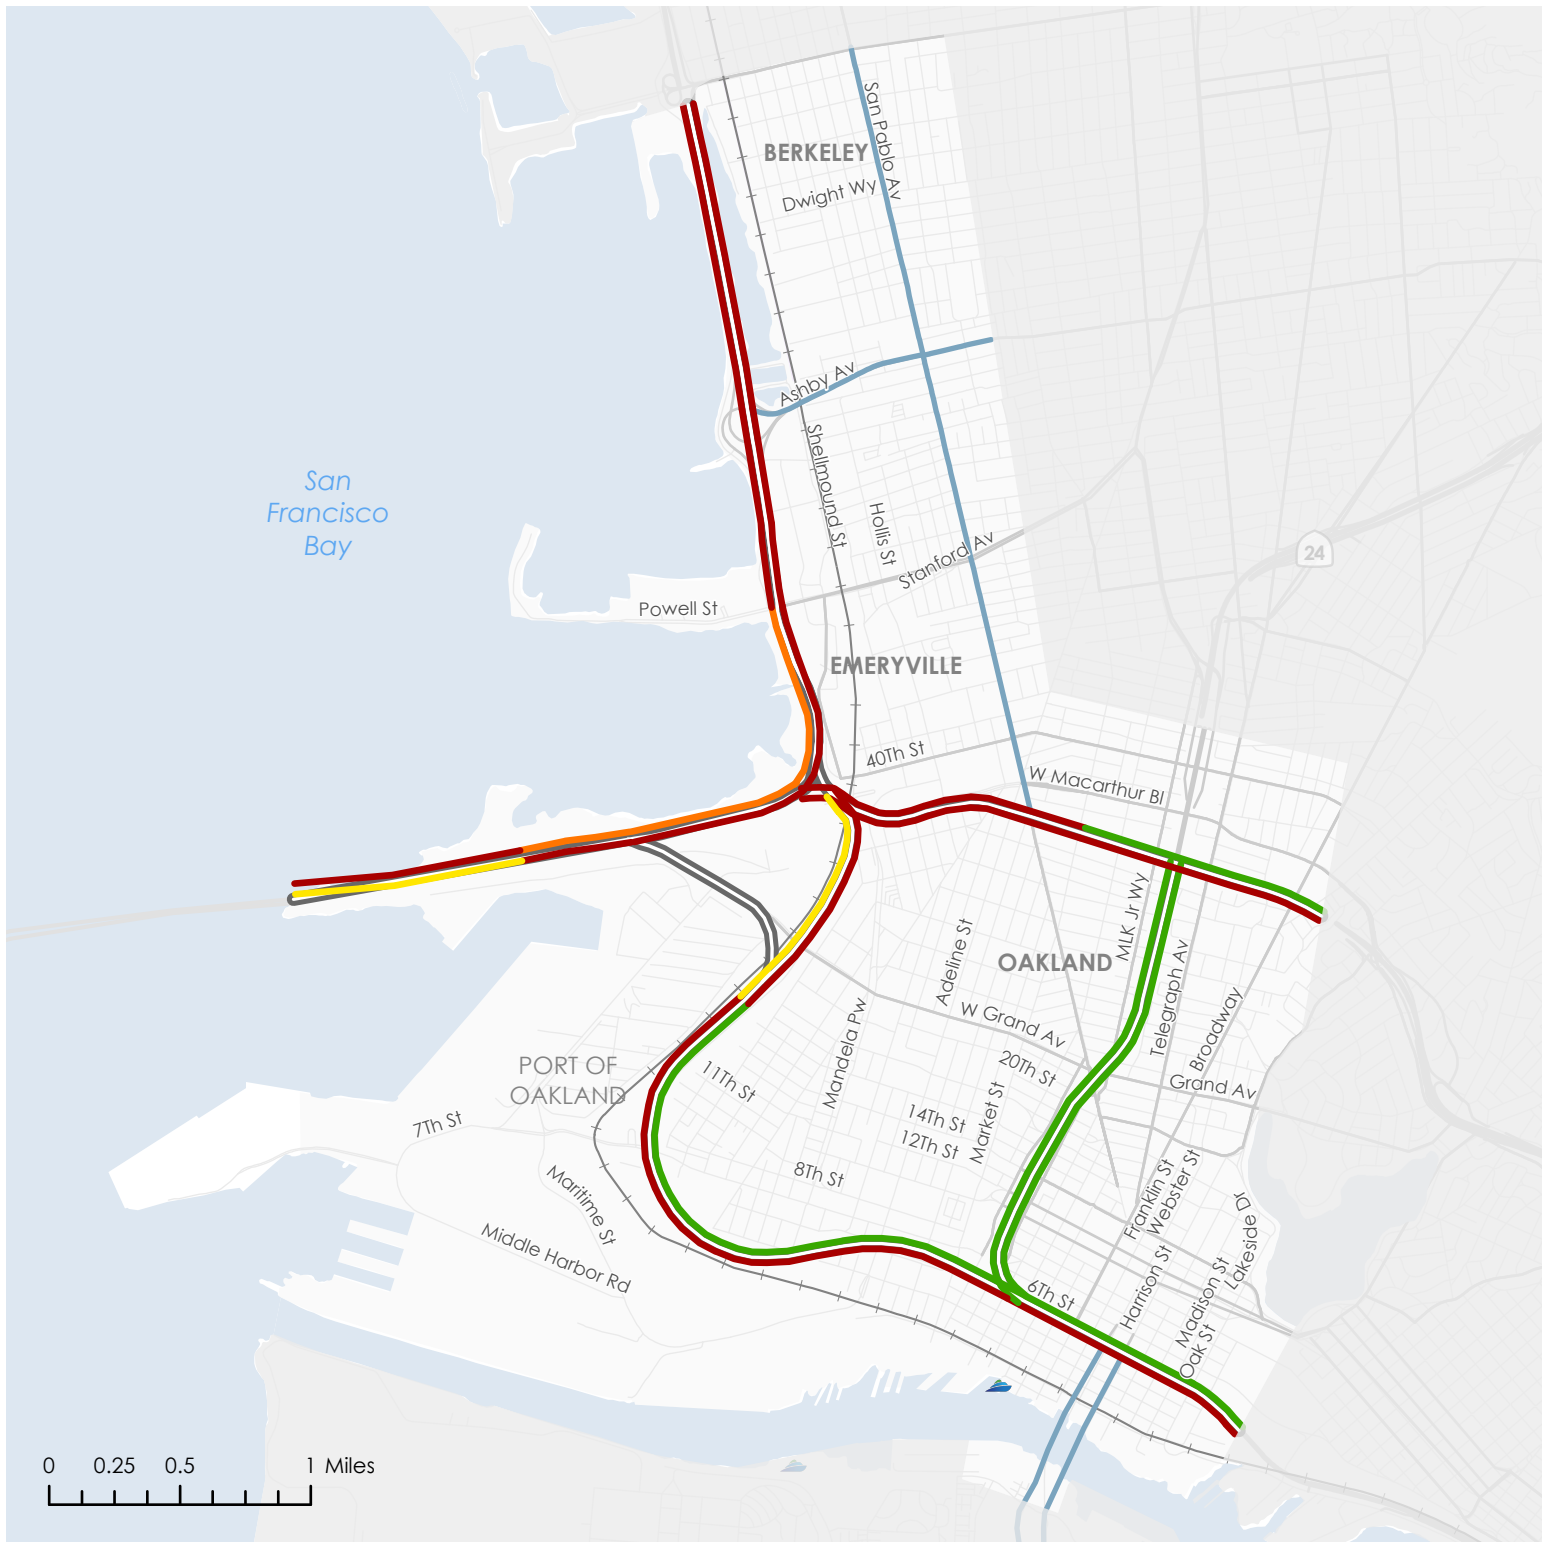 San Pablo Av
BERKELEY
Dwight Wy
Ashby Av
Shellmound St
San
Francisco
Bay
Hollis St
Stanford Av
24
Powell St
EMERYVILLE
40Th St
W Macarthur Bl
MLK Jr Wy
Adeline St
OAKLAND
Telegraph Av
Broadway
W Grand Av
Mandela Pw
PORT OF
OAKLAND
11Th St
20Th St
Grand Av
Market St
7Th St
14Th St
12Th St
8Th St
Maritime St
Middle Harbor Rd
Franklin St
Webster St
Lakeside Dr
Harrison St
Madison St
Oak St
6Th St
0 0.25 0.5 1 Miles